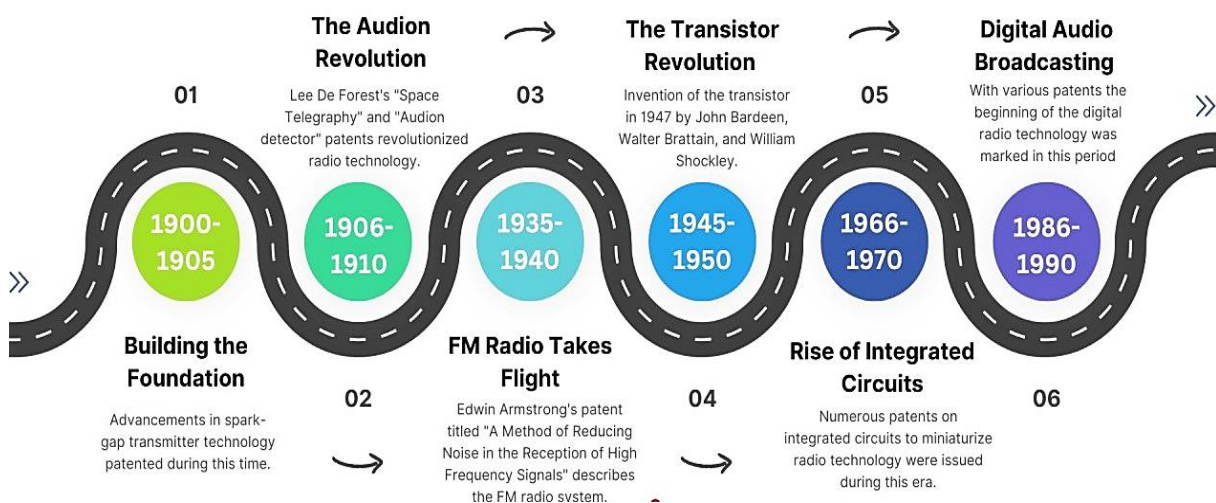 01
1900-
1905
Building the
Foundation
Advancements in spark-
gap transmitter technology
patented during this time.
The Audion
Revolution
Lee De Forest's "Space
Telegraphy" and "Audion
detector" patents revolutionized
radio technology.
1906-
1910
02
03
1935-
1940
FM Radio Takes
Flight
Edwin Armstrong's patent
titled "A Method of Reducing
Noise in the Reception of High
Frequency Signals" describes
the FM radio system.
The Transistor
Revolution
Invention of the transistor
in 1947 by John Bardeen,
Walter Brattain, and William
Shockley.
1945-
1950
04
05
1966-
1970
Rise of Integrated
Circuits
Numerous patents on
integrated circuits to miniaturize
radio technology were issued
during this era.
Digital Audio
Broadcasting
With various patents the
beginning of the digital
radio technology was
marked in this period
1986-
1990
06